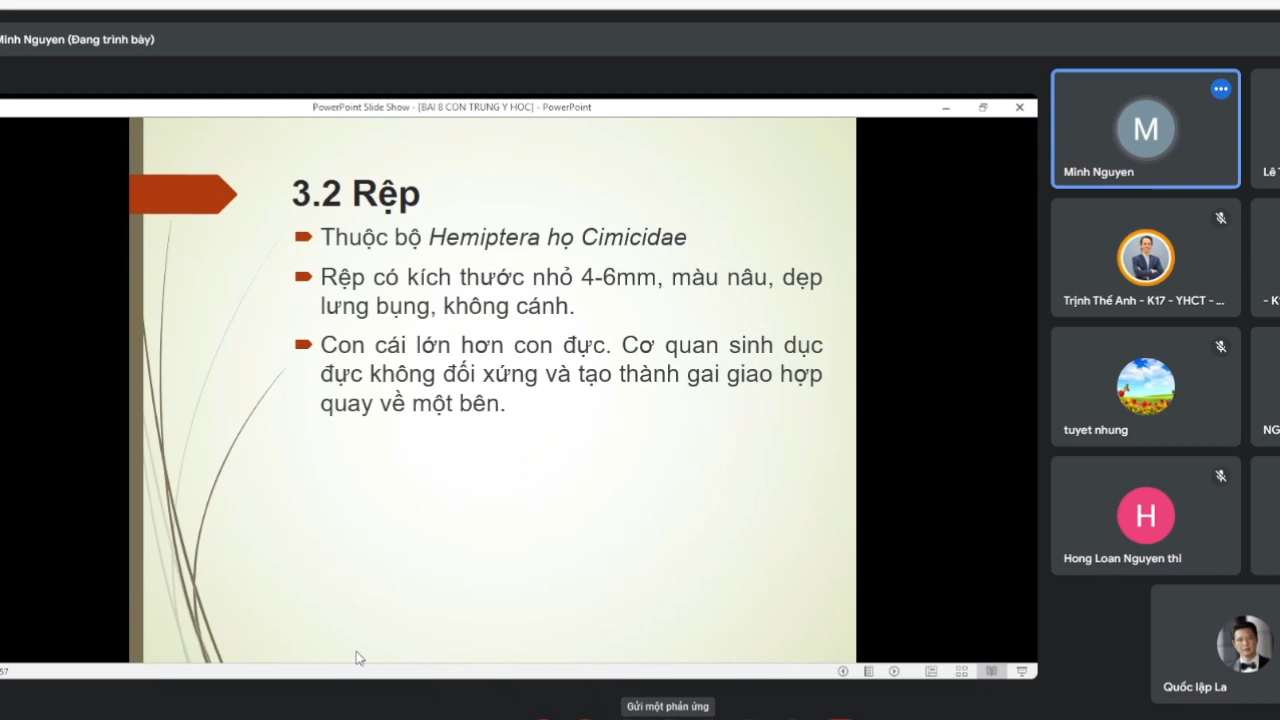 Minh Nguyen (Đang trình bày)
PowerPoint Slide Show - [BAI 8 CON TRUNG Y HOC] - PowerPoint
3.2 Rệp
Thuộc bộ Hemiptera họ Cimicidae
Rệp có kích thước nhỏ 4-6mm, màu nâu, dẹp
lưng bụng, không cánh.
Con cái lớn hơn con đực. Cơ quan sinh dục
đực không đối xứng và tạo thành gai giao hợp
quay về một bên.
57
M
Minh Nguyen
Lê
Trịnh Thế Anh - K17 - YHCT - ...
- K
tuyet nhung
NG
H
Hong Loan Nguyen thi
Quốc lập La
Gửi một phản ứng